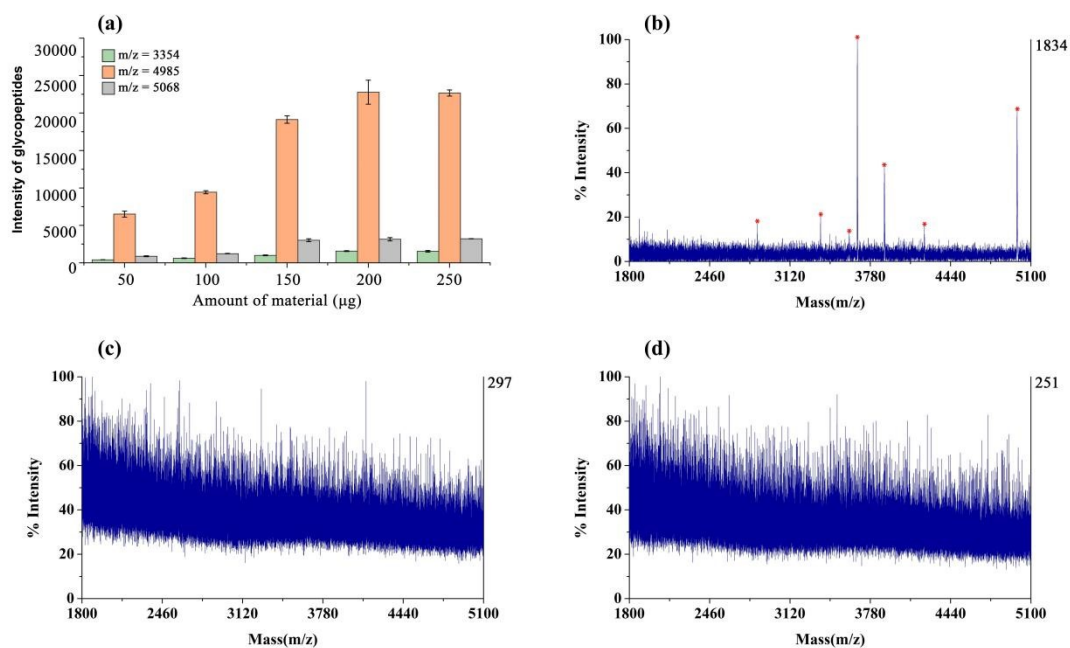 (a)
30000
25000
20000
15000
10000
5000
0
Intensity of glycopeptides
m/z = 3354
m/z = 4985
m/z = 5068
50 100 150 200 250
Amount of material (µg)
(b)
100
80
60
40
20
0
% Intensity
1834
* * * * * * *
1800 2460 3120 3780 4440 5100
Mass(m/z)
(c)
100
80
60
40
20
0
% Intensity
297
1800 2460 3120 3780 4440 5100
Mass(m/z)
(d)
100
80
60
40
20
0
% Intensity
251
1800 2460 3120 3780 4440 5100
Mass(m/z)